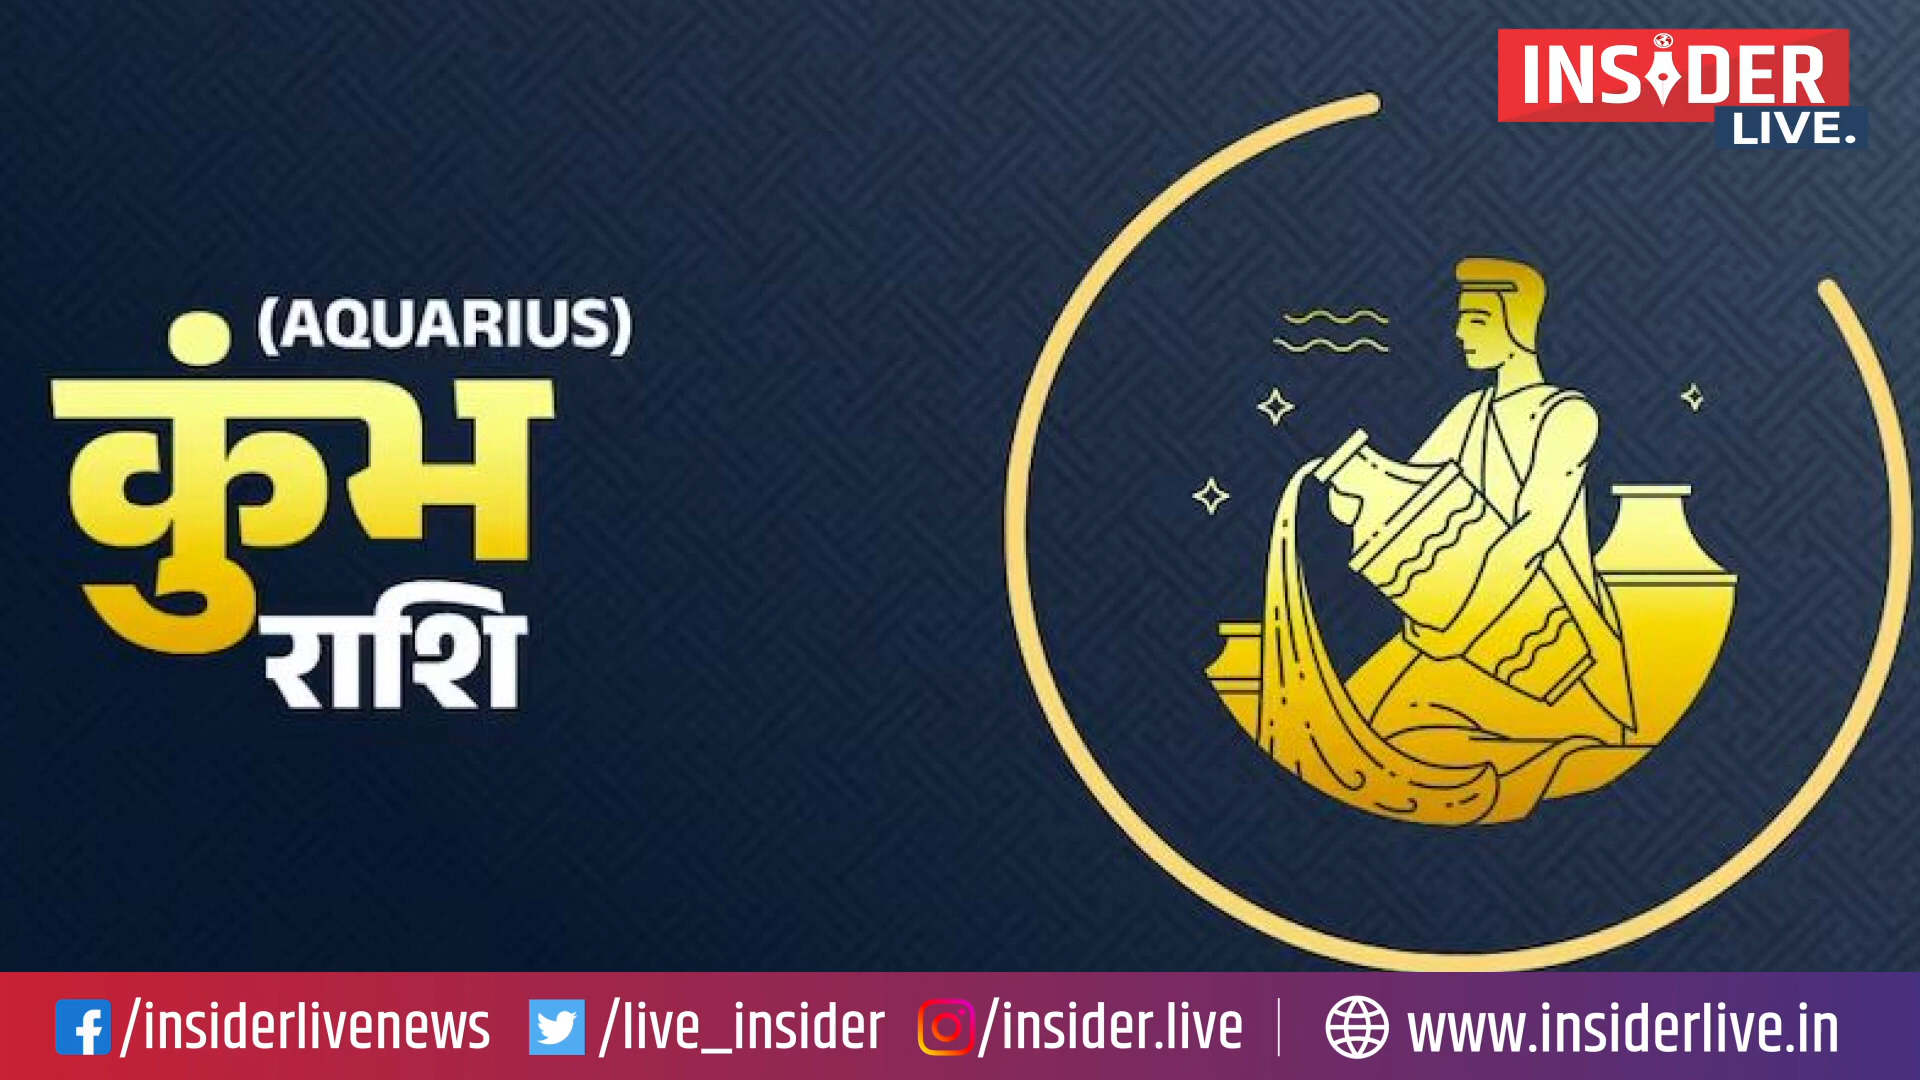 INSiDER
LIVE.
(AQUARIUS)
कुंभ
राशि
/insiderlivenews /live_insider /insider.live www.insiderlive.in